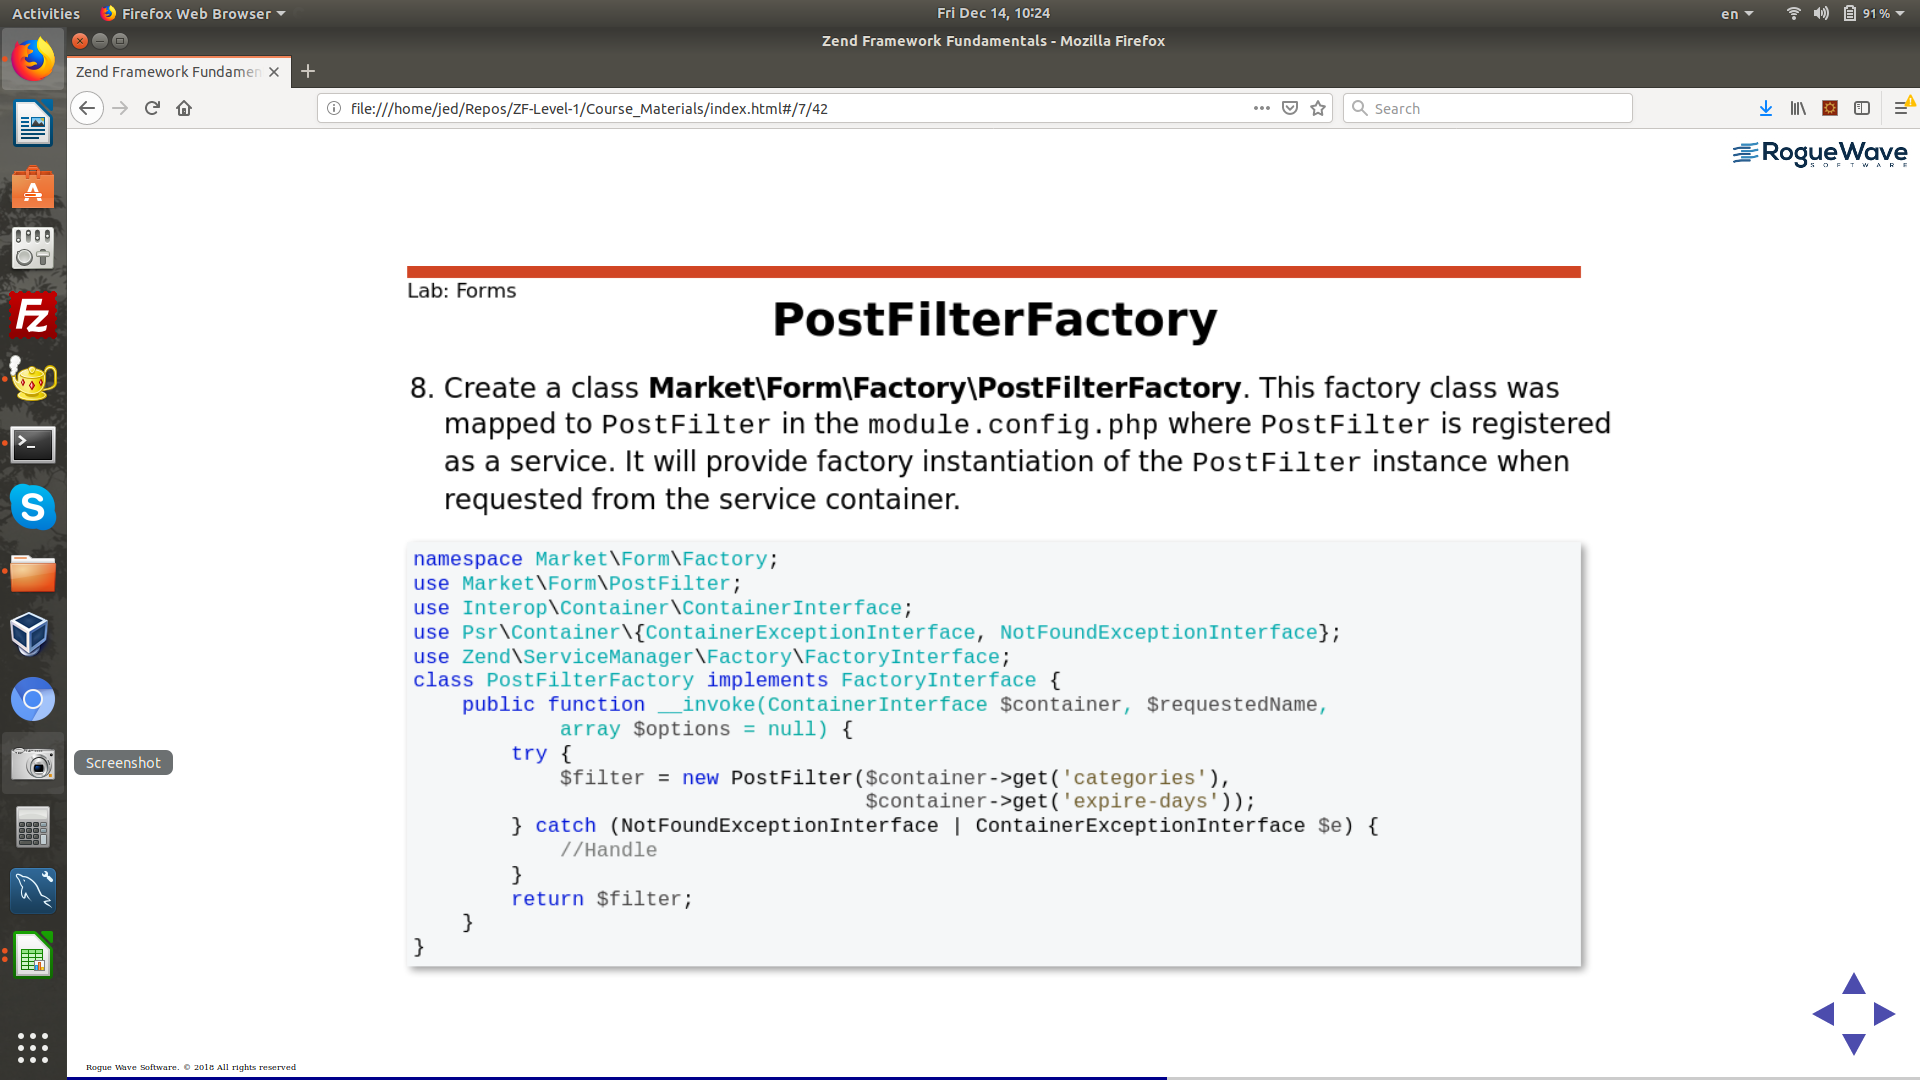 Activities Firefox Web Browser Fri Dec 14, 10:24 en 91%
Zend Framework Fundamentals - Mozilla Firefox
Zend Framework Fundamen
file:///home/jed/Repos/ZF-Level-1/Course_Materials/index.html#/7/42 Search
RogueWave
SOFTWARE
Lab: Forms
PostFilterFactory
8. Create a class Market\Form\Factory\PostFilterFactory. This factory class was
mapped to PostFilter in the module.config.php where PostFilter is registered
as a service. It will provide factory instantiation of the PostFilter instance when
requested from the service container.
namespace Market\Form\Factory;
use Market\Form\PostFilter;
use Interop\Container\ContainerInterface;
use Psr\Container\{ContainerExceptionInterface, NotFoundExceptionInterface};
use Zend\ServiceManager\Factory\FactoryInterface;
class PostFilterFactory implements FactoryInterface {
    public function __invoke(ContainerInterface $container, $requestedName,
            array $options = null) {
        try {
            $filter = new PostFilter($container->get('categories'),
                                     $container->get('expire-days'));
        } catch (NotFoundExceptionInterface | ContainerExceptionInterface $e) {
            //Handle
        }
        return $filter;
    }
}
Screenshot
Rogue Wave Software. © 2018 All rights reserved